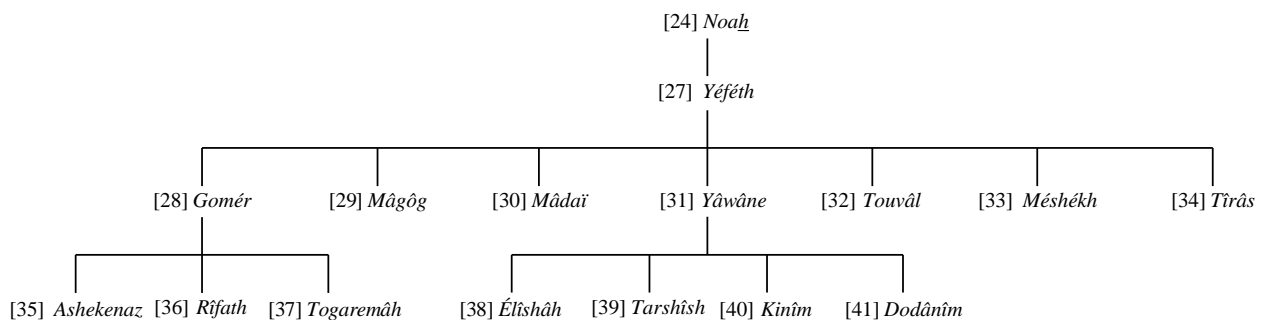 [24] Noah
[27] Yéféth
[28] Gomér [29] Mâgôg [30] Mâdaï [31] Yâwâne [32] Touvâl [33] Méshékh [34] Tîrâs
[35] Ashekenaz [36] Rîfath [37] Togaremâh [38] Élîshâh [39] Tarshîsh [40] Kinîm [41] Dodânîm